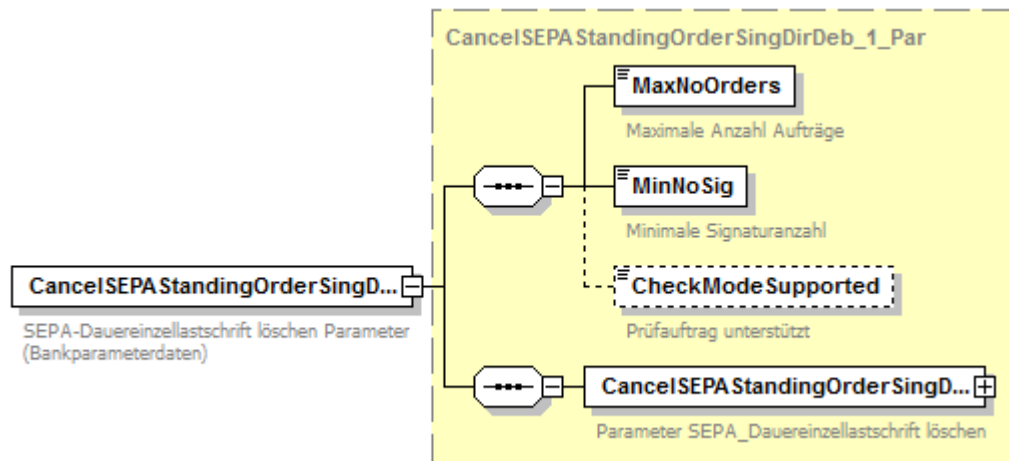 CancelSEPAStandingOrderSingDirDeb_1_Par
MaxNoOrders
Maximale Anzahl Aufträge
MinNoSig
Minimale Signaturanzahl
CancelSEPAStandingOrderSingD...
SEPA-Dauereinzellastschrift löschen Parameter
(Bankparameterdaten)
CheckModeSupported
Prüfauftrag unterstützt
CancelSEPAStandingOrderSingD...
Parameter SEPA_Dauereinzellastschrift löschen